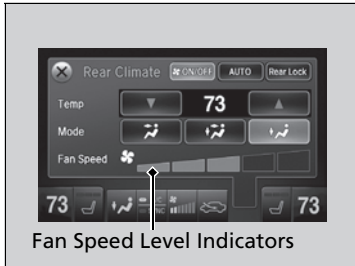 Rear Climate ON/OFF AUTO Rear Lock
Temp 73
Mode
Fan Speed
73 73
Fan Speed Level Indicators